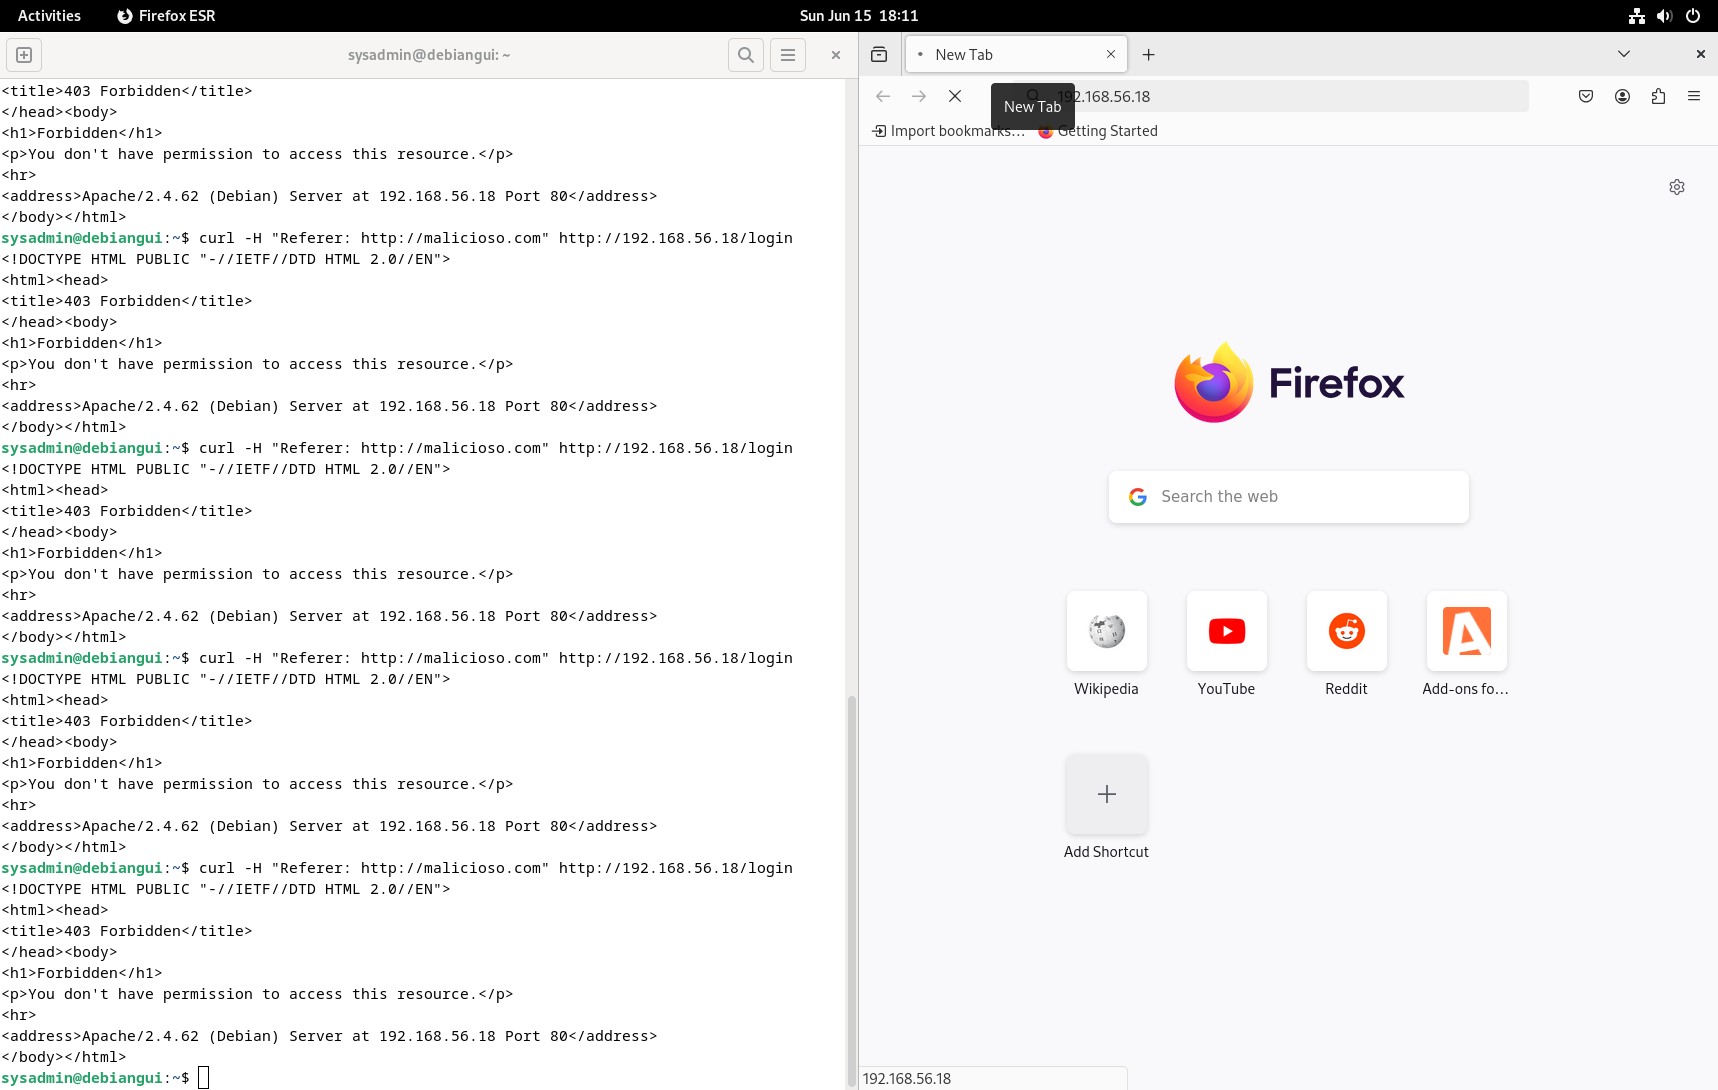 Activities
Firefox ESR
Sun Jun 15 18:11
sysadmin@debiangui: ~
<title>403 Forbidden</title>
</head><body>
<h1>Forbidden</h1>
<p>You don't have permission to access this resource.</p>
<hr>
<address>Apache/2.4.62 (Debian) Server at 192.168.56.18 Port 80</address>
</body></html>
sysadmin@debiangui:~$ curl -H "Referer: http://malicioso.com" http://192.168.56.18/login
<!DOCTYPE HTML PUBLIC "-//IETF//DTD HTML 2.0//EN">
<html><head>
<title>403 Forbidden</title>
</head><body>
<h1>Forbidden</h1>
<p>You don't have permission to access this resource.</p>
<hr>
<address>Apache/2.4.62 (Debian) Server at 192.168.56.18 Port 80</address>
</body></html>
sysadmin@debiangui:~$ curl -H "Referer: http://malicioso.com" http://192.168.56.18/login
<!DOCTYPE HTML PUBLIC "-//IETF//DTD HTML 2.0//EN">
<html><head>
<title>403 Forbidden</title>
</head><body>
<h1>Forbidden</h1>
<p>You don't have permission to access this resource.</p>
<hr>
<address>Apache/2.4.62 (Debian) Server at 192.168.56.18 Port 80</address>
</body></html>
sysadmin@debiangui:~$ curl -H "Referer: http://malicioso.com" http://192.168.56.18/login
<!DOCTYPE HTML PUBLIC "-//IETF//DTD HTML 2.0//EN">
<html><head>
<title>403 Forbidden</title>
</head><body>
<h1>Forbidden</h1>
<p>You don't have permission to access this resource.</p>
<hr>
<address>Apache/2.4.62 (Debian) Server at 192.168.56.18 Port 80</address>
</body></html>
sysadmin@debiangui:~$ curl -H "Referer: http://malicioso.com" http://192.168.56.18/login
<!DOCTYPE HTML PUBLIC "-//IETF//DTD HTML 2.0//EN">
<html><head>
<title>403 Forbidden</title>
</head><body>
<h1>Forbidden</h1>
<p>You don't have permission to access this resource.</p>
<hr>
<address>Apache/2.4.62 (Debian) Server at 192.168.56.18 Port 80</address>
</body></html>
sysadmin@debiangui:~$
New Tab
192.168.56.18
New Tab
Import bookmarks...
Getting Started
Firefox
Search the web
Wikipedia
YouTube
Reddit
Add-ons fo...
Add Shortcut
192.168.56.18